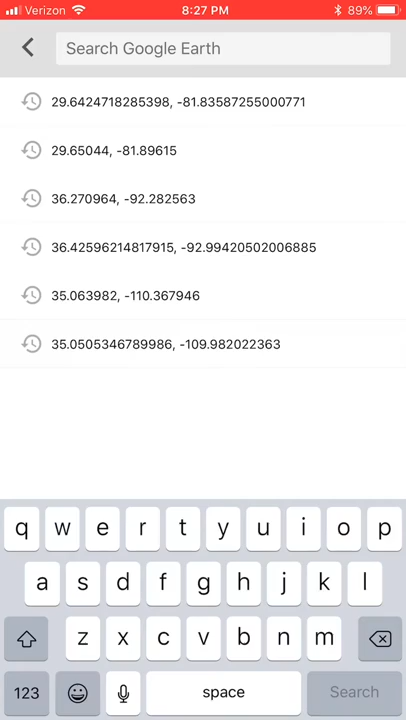 Verizon 8:27 PM 89%
Search Google Earth
29.6424718285398, -81.83587255000771
29.65044, -81.89615
36.270964, -92.282563
36.42596214817915, -92.99420502006885
35.063982, -110.367946
35.0505346789986, -109.982022363
q w e r t y u i o p
a s d f g h j k l
z x c v b n m
123 space Search